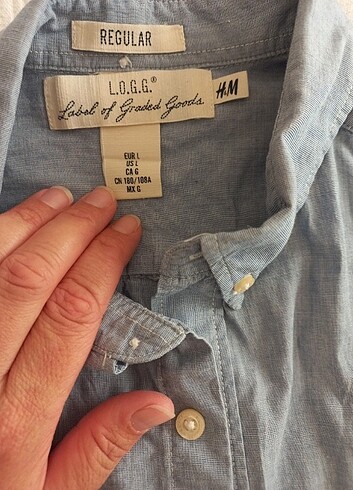 REGULAR
L.O.G.G.®
Label of Graded Goods
H&M
EUR L
US L
CA G
CN 180/108A
MX G